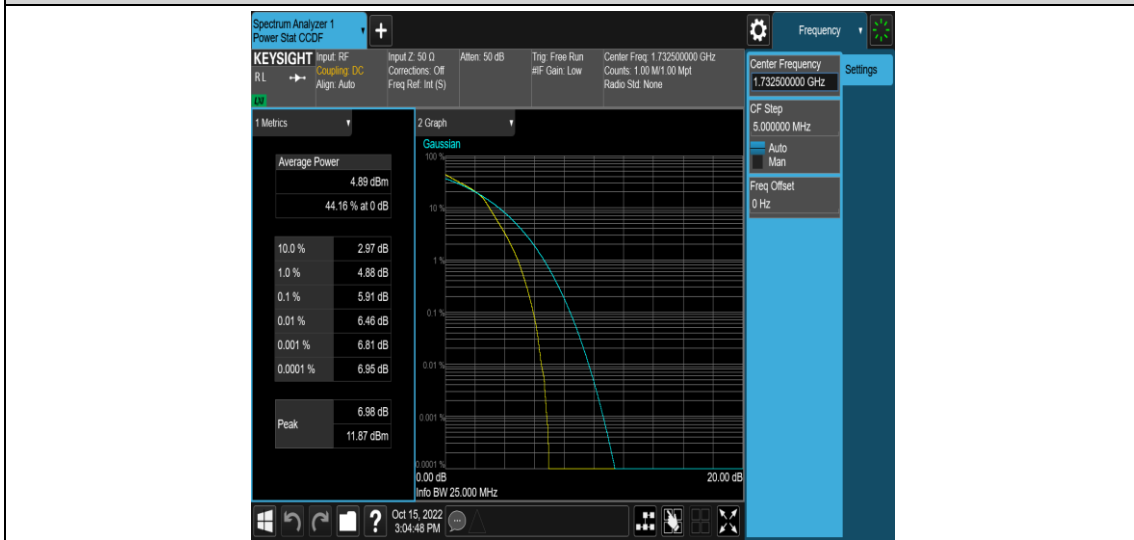 Spectrum Analyzer 1
Power Stat CCDF
+
Frequency
KEYSIGHT
RL
LXI
Input: RF
Coupling: DC
Align: Auto
Input Z: 50 Ω
Corrections: Off
Freq Ref: Int (S)
Atten: 50 dB
Trig: Free Run
#IF Gain: Low
Center Freq: 1.732500000 GHz
Counts: 1.00 M/1.00 Mpt
Radio Std: None
Center Frequency
1.732500000 GHz
Settings
CF Step
5.000000 MHz
Auto
Man
Freq Offset
0 Hz
1 Metrics
Average Power
4.89 dBm
44.16 % at 0 dB
10.0 % 2.97 dB
1.0 % 4.88 dB
0.1 % 5.91 dB
0.01 % 6.46 dB
0.001 % 6.81 dB
0.0001 % 6.95 dB
Peak
6.98 dB
11.87 dBm
2 Graph
Gaussian
100 %
10 %
1 %
0.1 %
0.01 %
0.001 %
0.0001 %
0.00 dB 20.00 dB
Info BW 25.000 MHz
?
Oct 15, 2022
3:04:48 PM